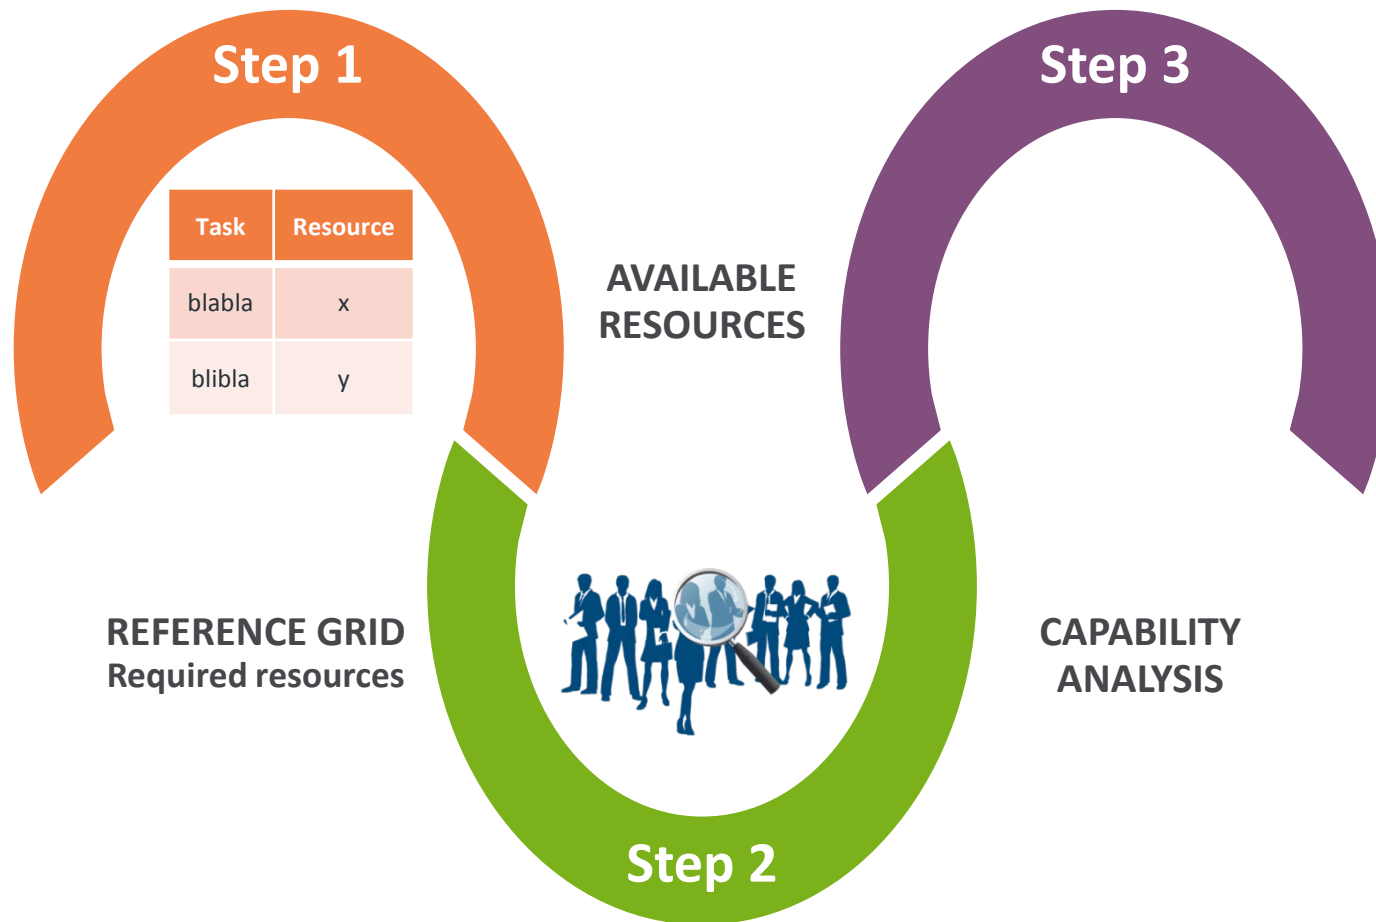 Step 1
Task Resource
blabla x
blibla y
REFERENCE GRID
Required resources
AVAILABLE
RESOURCES
Step 2
Step 3
CAPABILITY
ANALYSIS